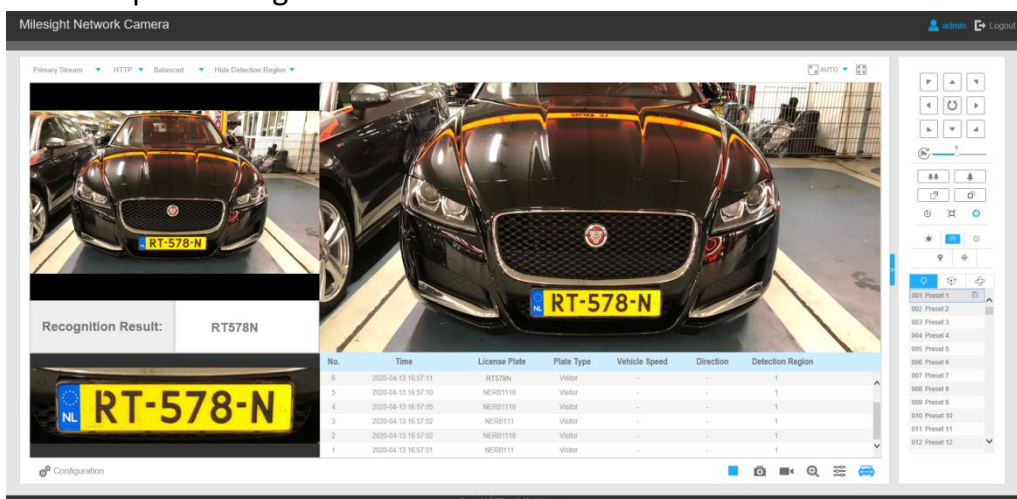 Milesight Network Camera
admin
Logout
Primary Stream
HTTP
Balanced
Hide Detection Region
AUTO
RT-578-N
NL
RT-578-N
5
Recognition Result:
RT578N
NL
RT-578-N
No. Time License Plate Plate Type Vehicle Speed Direction Detection Region
6 2020-04-13 16:57:11 RT578N Visitor - - 1
5 2020-04-13 16:57:10 NERB1118 Visitor - - 1
4 2020-04-13 16:57:05 NERB1118 Visitor - - 1
3 2020-04-13 16:57:02 NERB111 Visitor - - 1
2 2020-04-13 16:57:02 NERB1118 Visitor - - 1
1 2020-04-13 16:57:01 NERB111 Visitor - - 1
001 Preset 1
002 Preset 2
003 Preset 3
004 Preset 4
005 Preset 5
006 Preset 6
007 Preset 7
008 Preset 8
009 Preset 9
010 Preset 10
011 Preset 11
012 Preset 12
Configuration